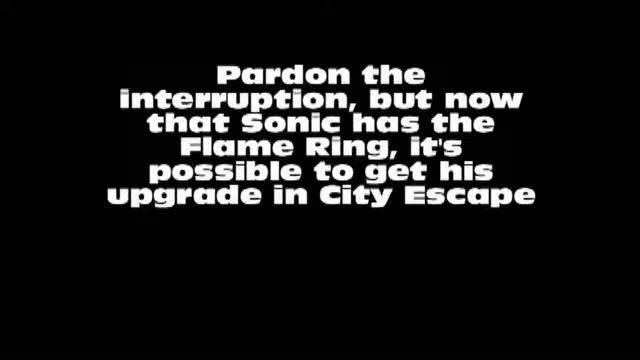 Pardon the
interruption, but now
that Sonic has the
Flame Ring, it's
possible to get his
upgrade in City Escape